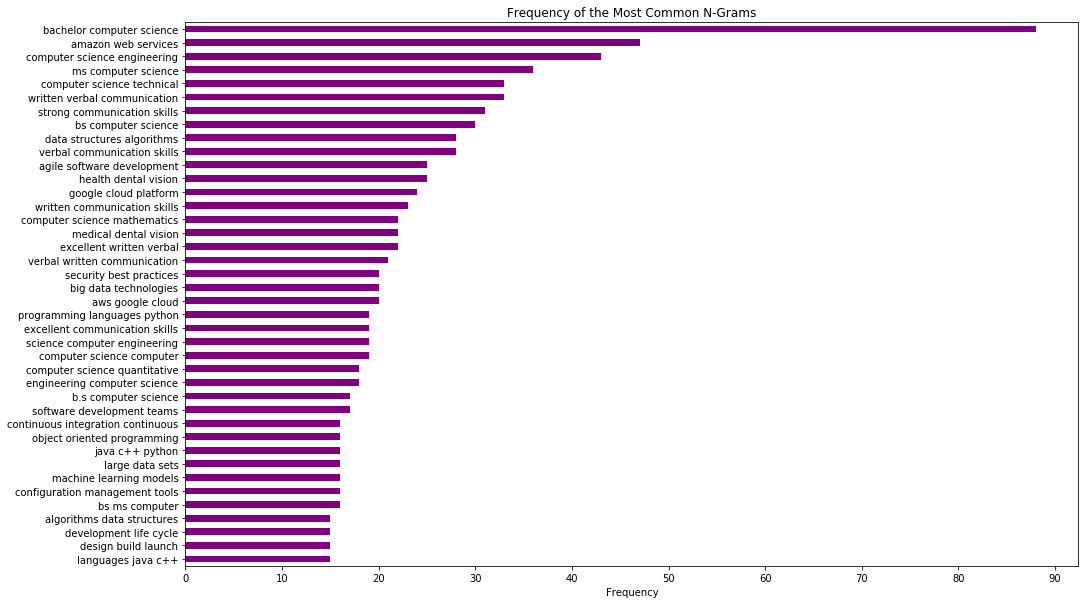 Frequency of the Most Common N-Grams
bachelor computer science
amazon web services
computer science engineering
ms computer science
computer science technical
written verbal communication
strong communication skills
bs computer science
data structures algorithms
verbal communication skills
agile software development
health dental vision
google cloud platform
written communication skills
computer science mathematics
medical dental vision
excellent written verbal
verbal written communication
security best practices
big data technologies
aws google cloud
programming languages python
excellent communication skills
science computer engineering
computer science computer
computer science quantitative
engineering computer science
b.s computer science
software development teams
continuous integration continuous
object oriented programming
java c++ python
large data sets
machine learning models
configuration management tools
bs ms computer
algorithms data structures
development life cycle
design build launch
languages java c++
0 10 20 30 40 50 60 70 80 90
Frequency